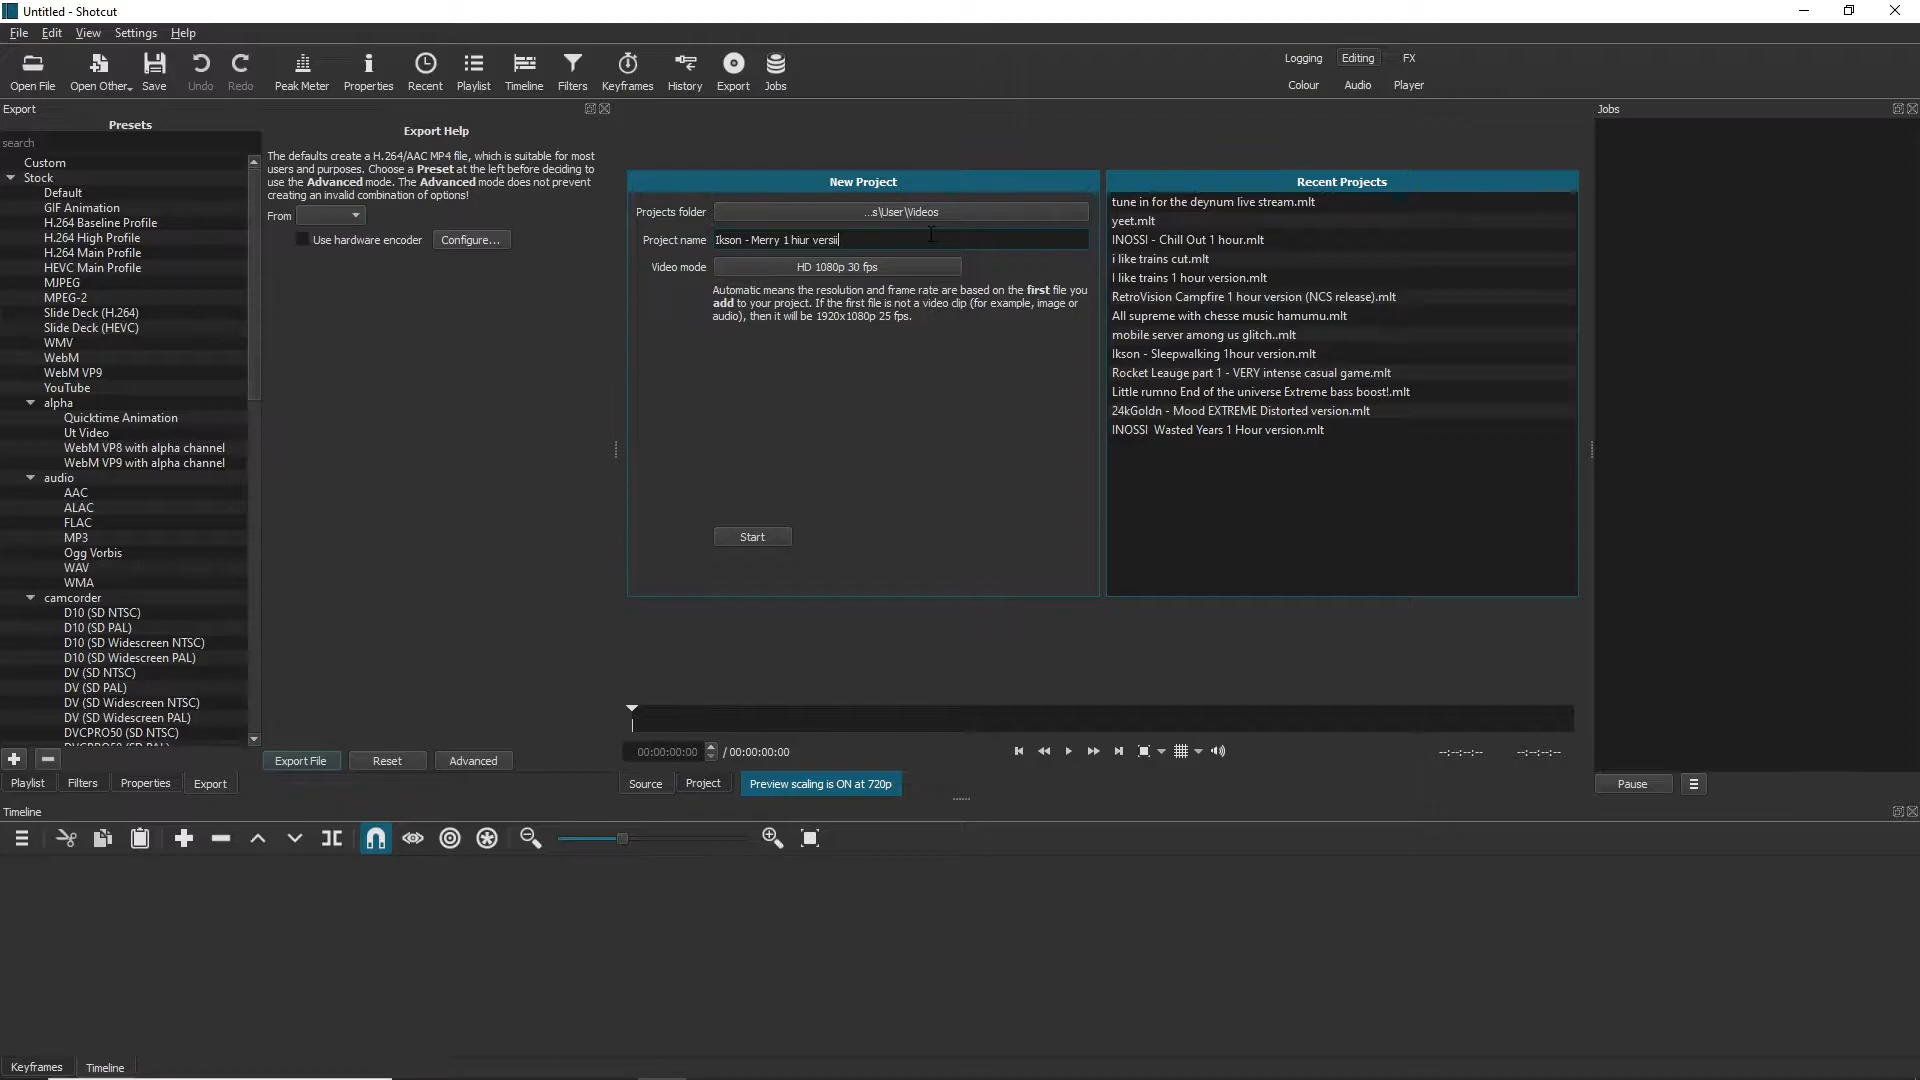 Untitled - Shotcut
File Edit View Settings Help
Open File Open Other.. Save Undo Redo Peak Meter Properties Recent Playlist Timeline Filters Keyframes History Export Jobs
Logging Editing FX
Colour Audio Player
Export
Presets
search
Custom
Stock
Default
GIF Animation
H.264 Baseline Profile
H.264 High Profile
H.264 Main Profile
HEVC Main Profile
MJPEG
MPEG-2
Slide Deck (H.264)
Slide Deck (HEVC)
WMV
WebM
WebM VP9
YouTube
alpha
Quicktime Animation
Ut Video
WebM VP8 with alpha channel
WebM VP9 with alpha channel
audio
AAC
ALAC
FLAC
MP3
Ogg Vorbis
WAV
WMA
camcorder
D10 (SD NTSC)
D10 (SD PAL)
D10 (SD Widescreen NTSC)
D10 (SD Widescreen PAL)
DV (SD NTSC)
DV (SD PAL)
DV (SD Widescreen NTSC)
DV (SD Widescreen PAL)
DVCPRO50 (SD NTSC)
DVCPRO50 (SD PAL)
Export Help
The defaults create a H.264/AAC MP4 file, which is suitable for most
users and purposes. Choose a Preset at the left before deciding to
use the Advanced mode. The Advanced mode does not prevent
creating an invalid combination of options!
From
Use hardware encoder Configure...
Export File Reset Advanced
Playlist Filters Properties Export
New Project
Projects folder ...s\User\Videos
Project name Ikson - Merry 1 hiur versii
Video mode HD 1080p 30 fps
Automatic means the resolution and frame rate are based on the first file you
add to your project. If the first file is not a video clip (for example, image or
audio), then it will be 1920x1080p 25 fps.
Start
Recent Projects
tune in for the deynum live stream.mlt
yeet.mlt
INOSSI - Chill Out 1 hour.mlt
i like trains cut.mlt
I like trains 1 hour version.mlt
RetroVision Campfire 1 hour version (NCS release).mlt
All supreme with chesse music hamumu.mlt
mobile server among us glitch..mlt
Ikson - Sleepwalking 1hour version.mlt
Rocket Leauge part 1 - VERY intense casual game.mlt
Little rumno End of the universe Extreme bass boost!.mlt
24kGoldn - Mood EXTREME Distorted version.mlt
INOSSI Wasted Years 1 Hour version.mlt
00:00:00:00 / 00:00:00:00 --:--:--:-- --:--:--:--
Source Project Preview scaling is ON at 720p
Jobs
Pause
Timeline
Keyframes Timeline